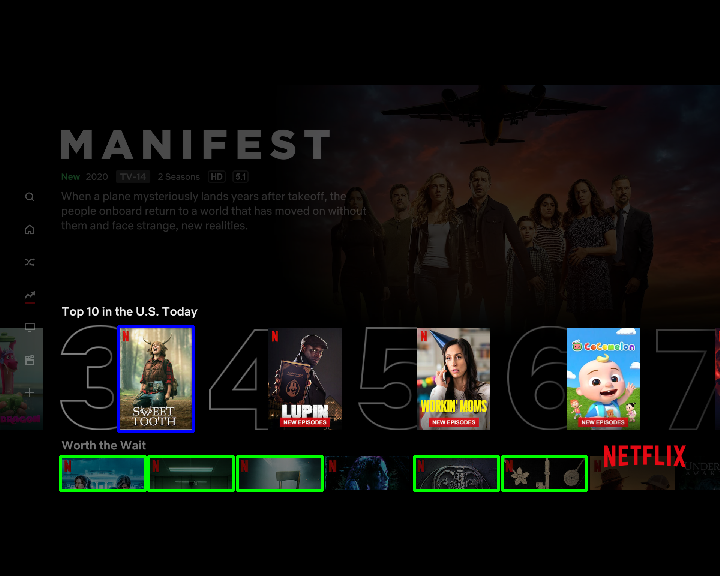 MANIFEST
New 2020 TV-14 2 Seasons HD 5.1
When a plane mysteriously lands years after takeoff, the
people onboard return to a world that has moved on without
them and face strange, new realities.
Top 10 in the U.S. Today
3 4 5 6 7
N N N CoComelon
SWEET
TOOTH
LUPIN
NEW EPISODES
WORKIN' MOMS
NEW EPISODES
NEW EPISODES
Worth the Wait
NETFLIX